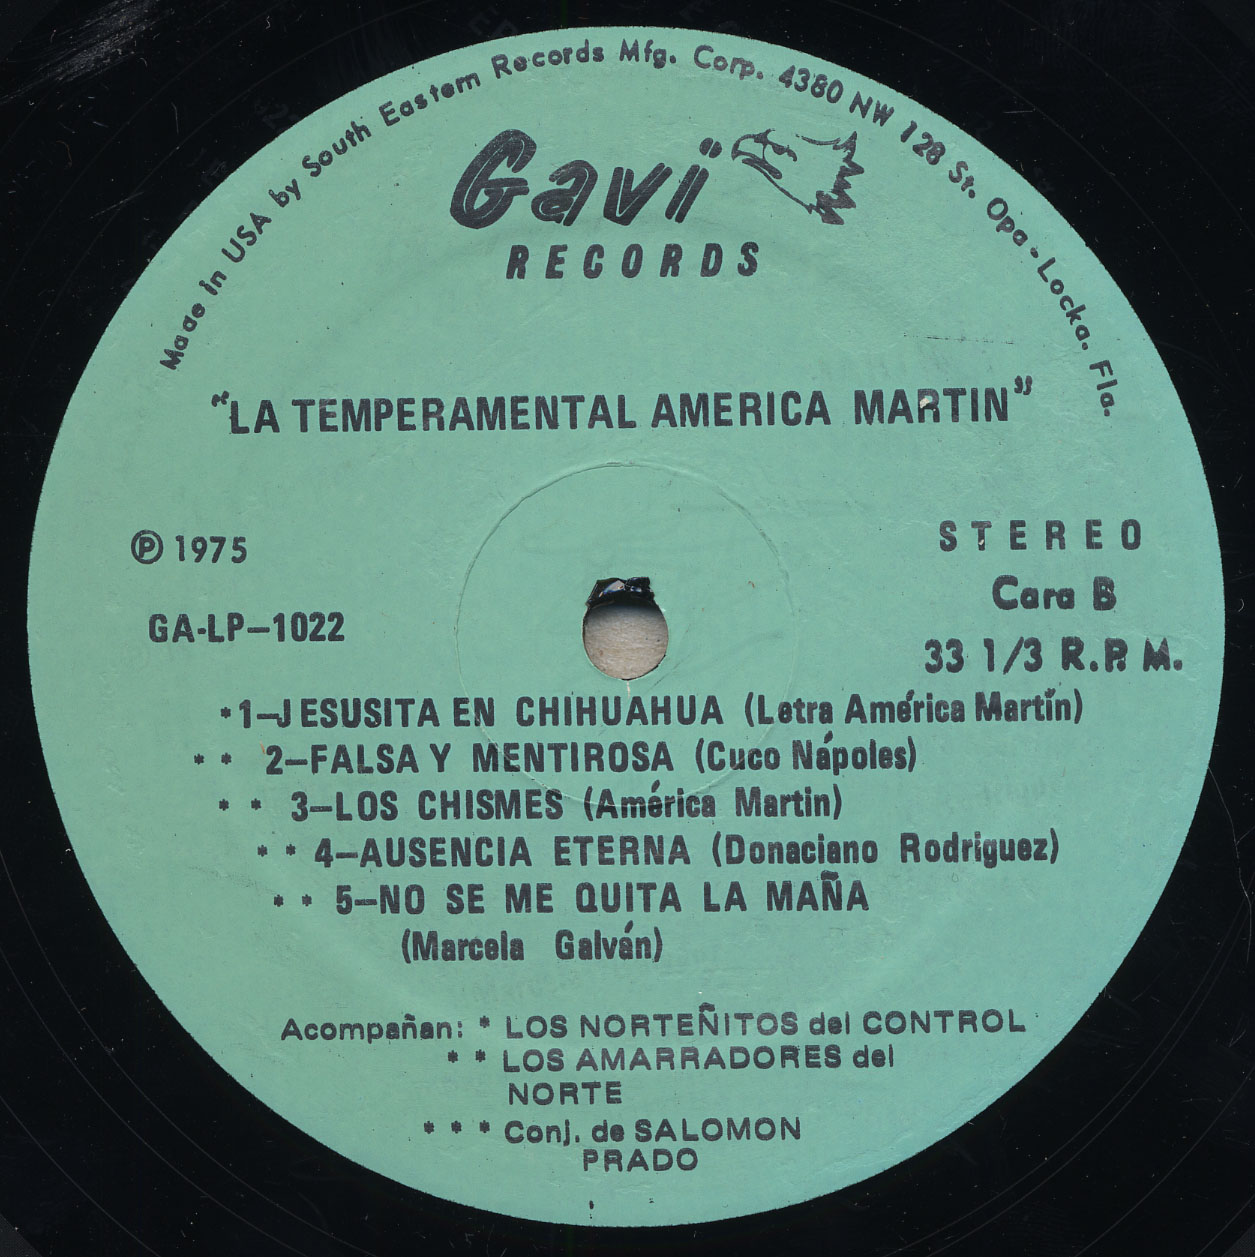 Made in USA by South Eastern Records Mfg. Corp. 4380 NW 128 St. Opa-Locka, Fla.
Gavi
RECORDS
"LA TEMPERAMENTAL AMERICA MARTIN"
Ⓟ 1975
STEREO
Cara B
GA-LP-1022
33 1/3 R.P.M.
*1-JESUSITA EN CHIHUAHUA (Letra América Martín)
** 2-FALSA Y MENTIROSA (Cuco Nápoles)
** 3-LOS CHISMES (América Martin)
** 4-AUSENCIA ETERNA (Donaciano Rodriguez)
** 5-NO SE ME QUITA LA MAÑA
(Marcela Galván)
Acompañan: * LOS NORTEÑITOS del CONTROL
** LOS AMARRADORES del
NORTE
*** Conj. de SALOMON
PRADO